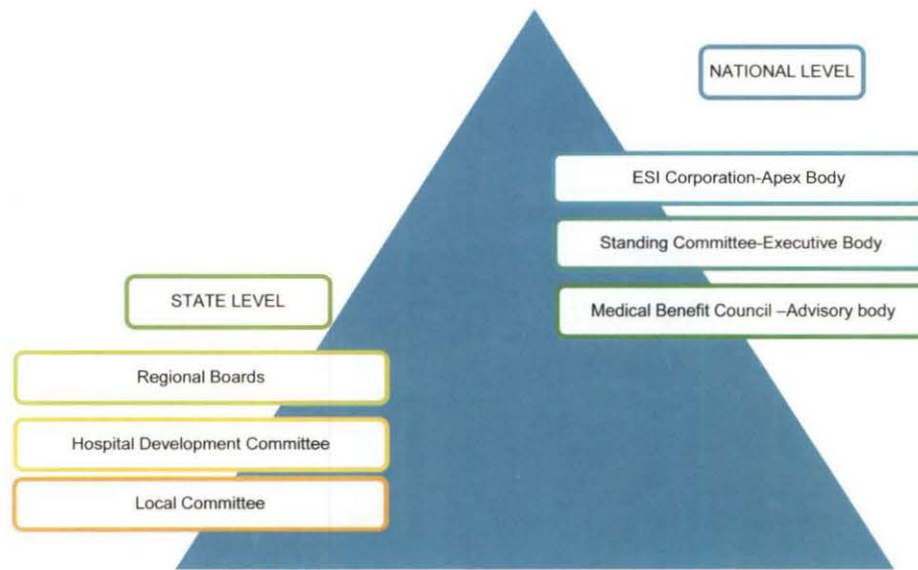 NATIONAL LEVEL
ESI Corporation-Apex Body
Standing Committee-Executive Body
Medical Benefit Council –Advisory body
STATE LEVEL
Regional Boards
Hospital Development Committee
Local Committee